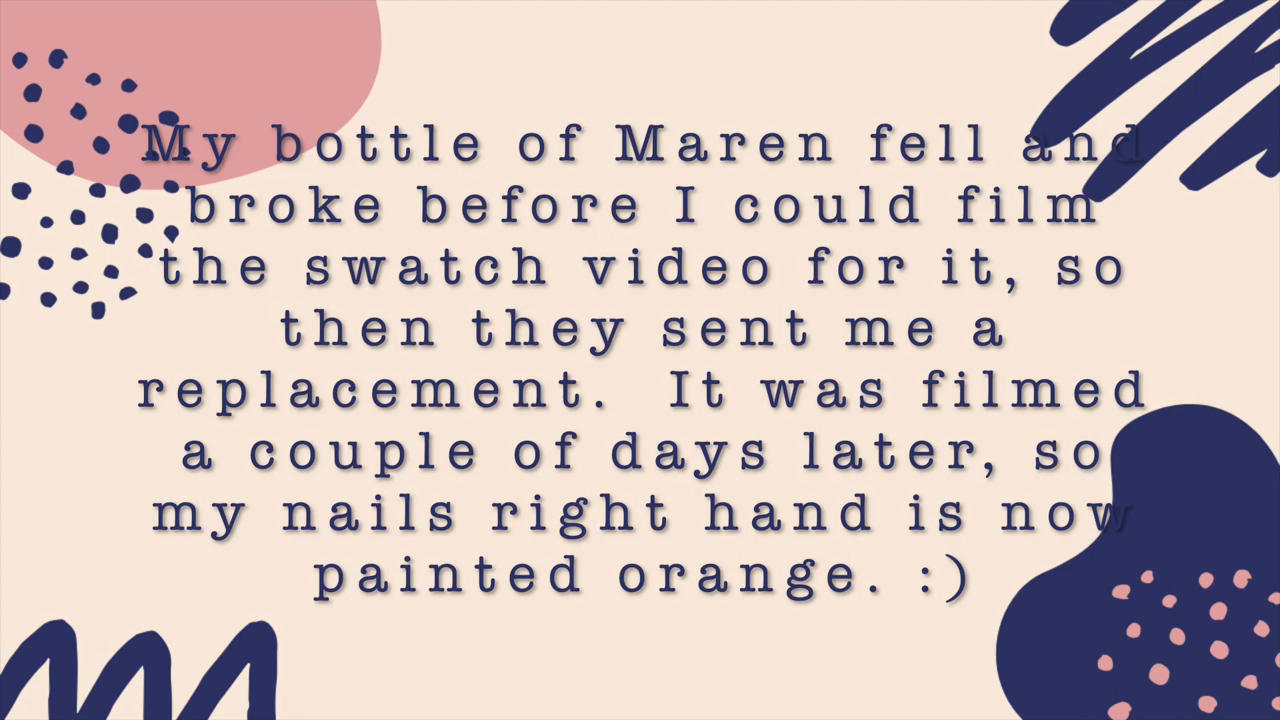 My bottle of Maren fell and
broke before I could film
the swatch video for it, so
then they sent me a
replacement.  It was filmed
a couple of days later, so
my nails right hand is now
painted orange. :)